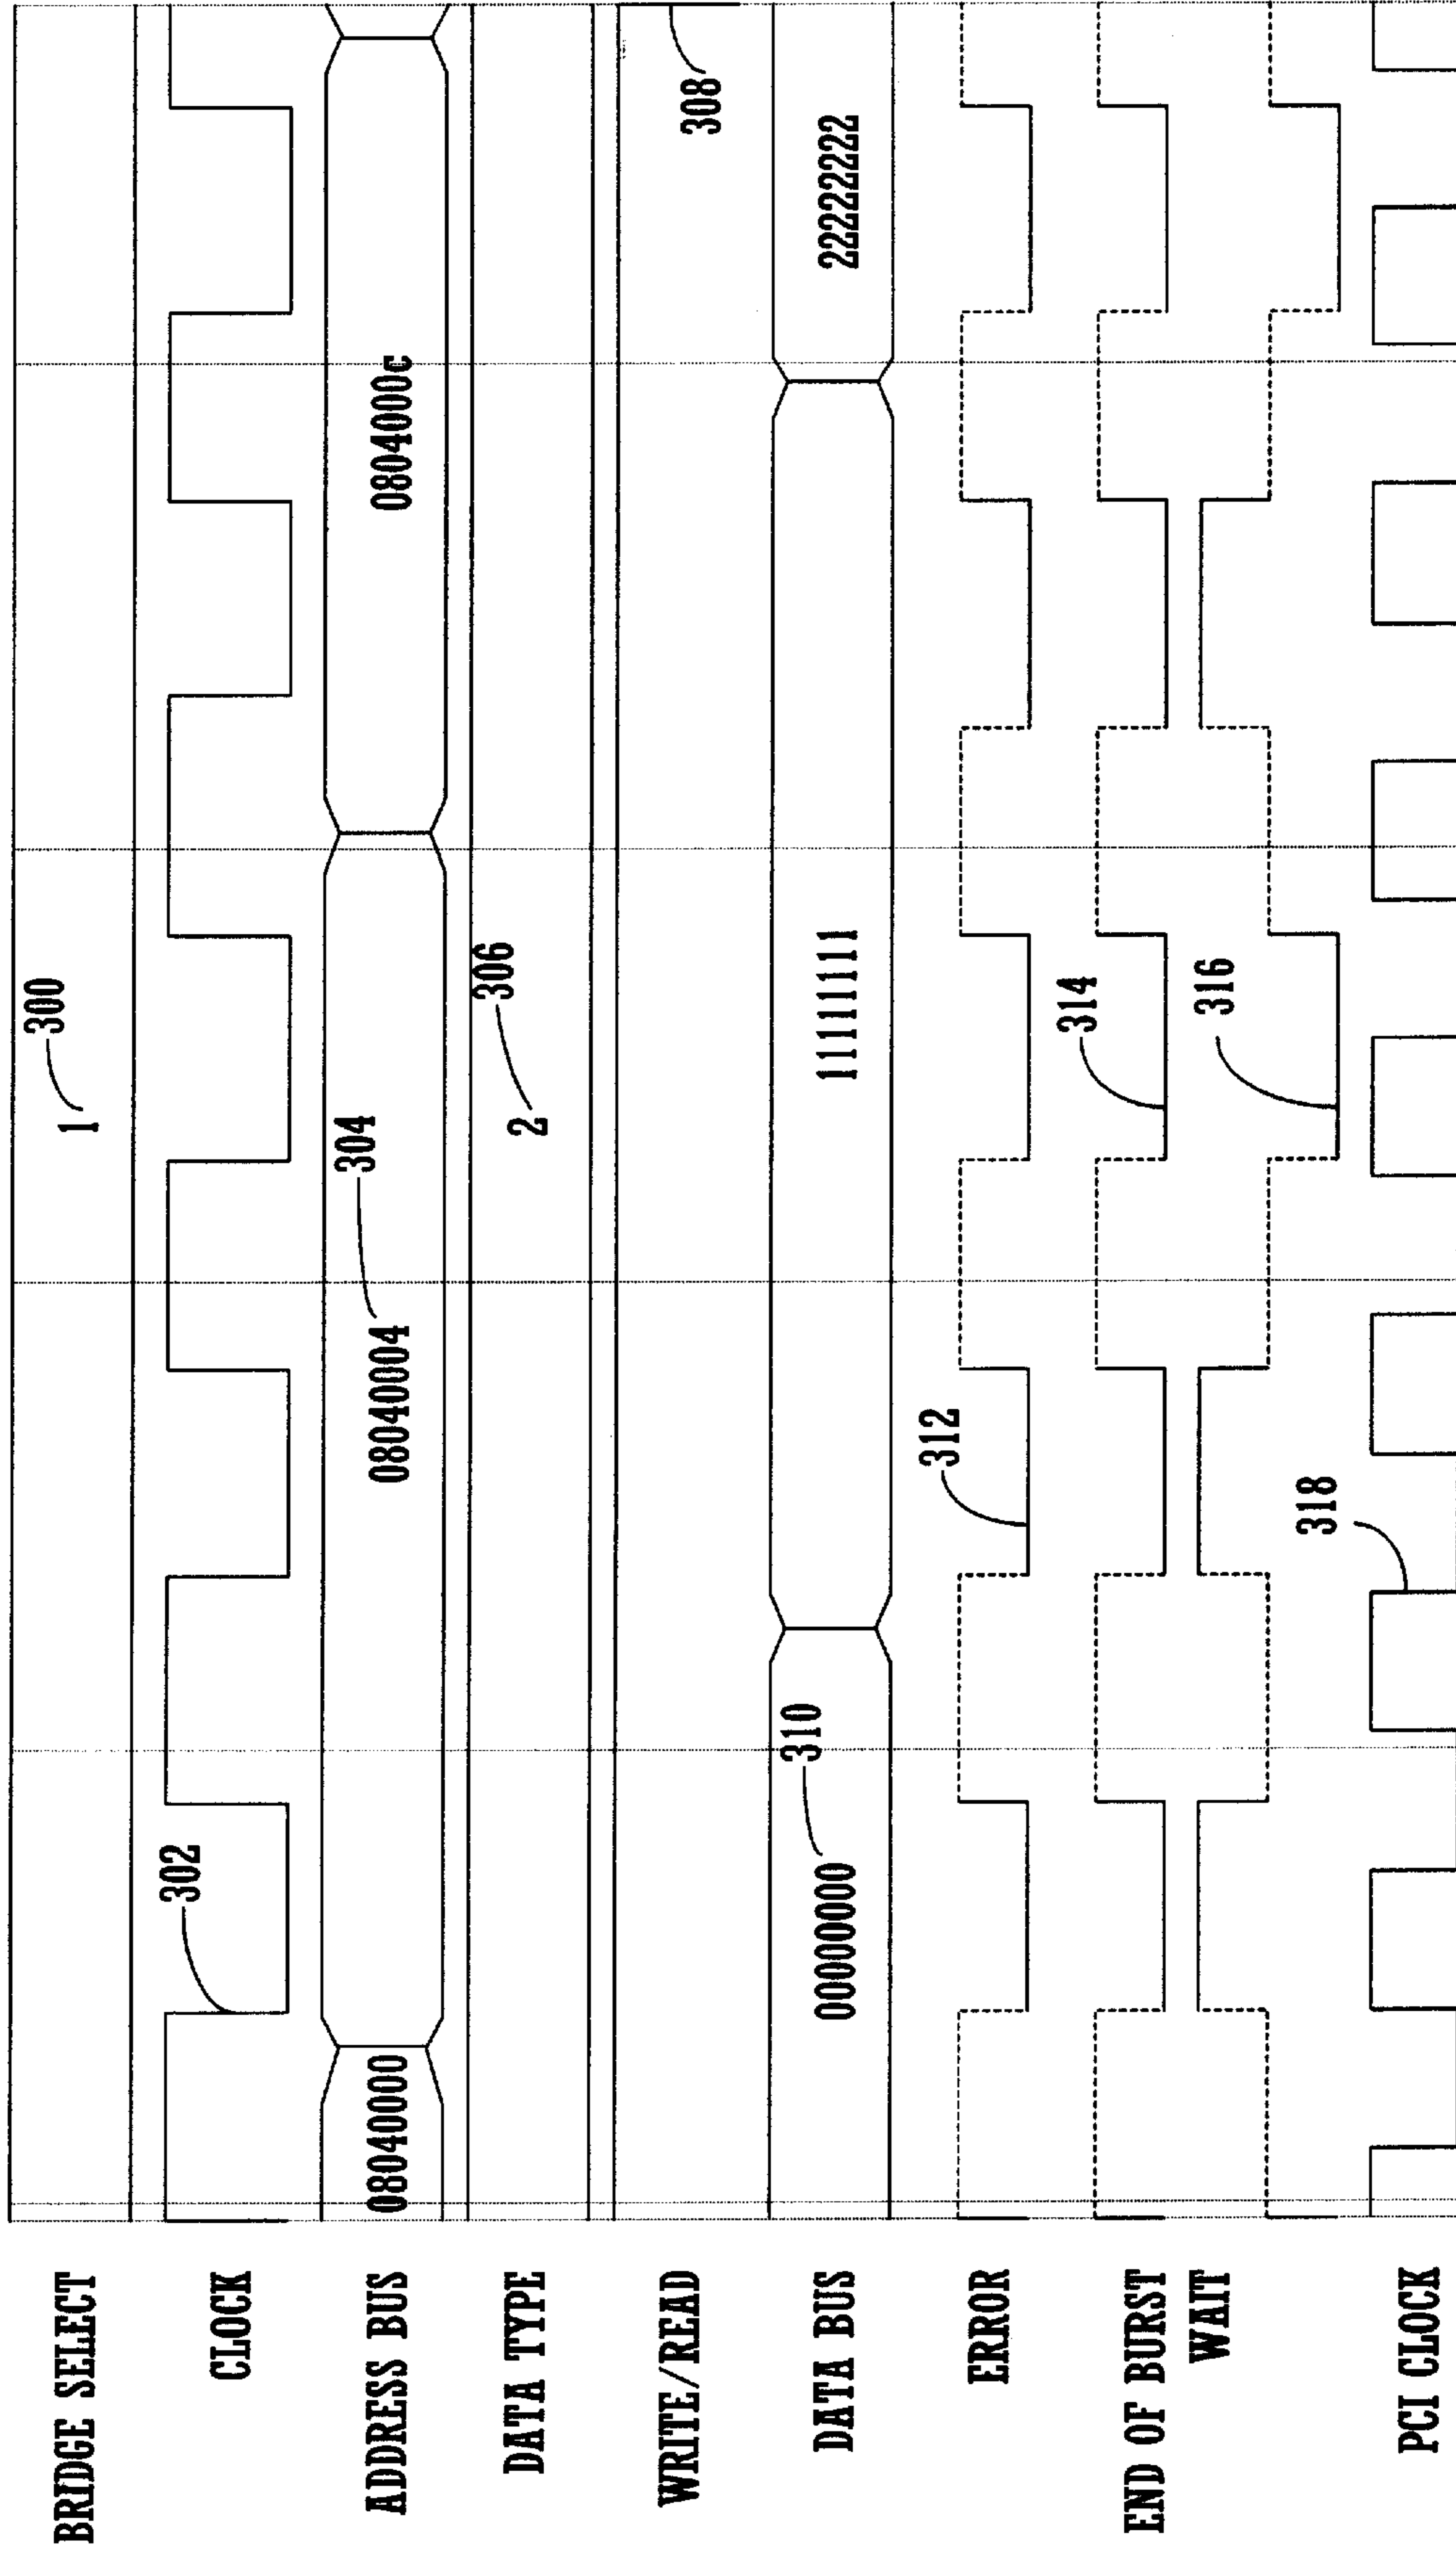 BRIDGE SELECT
1
300
CLOCK
302
ADDRESS BUS
08040000
08040004
304
0804000c
DATA TYPE
2
306
WRITE/READ
308
DATA BUS
00000000
310
11111111
22222222
ERROR
312
END OF BURST
314
WAIT
316
PCI CLOCK
318